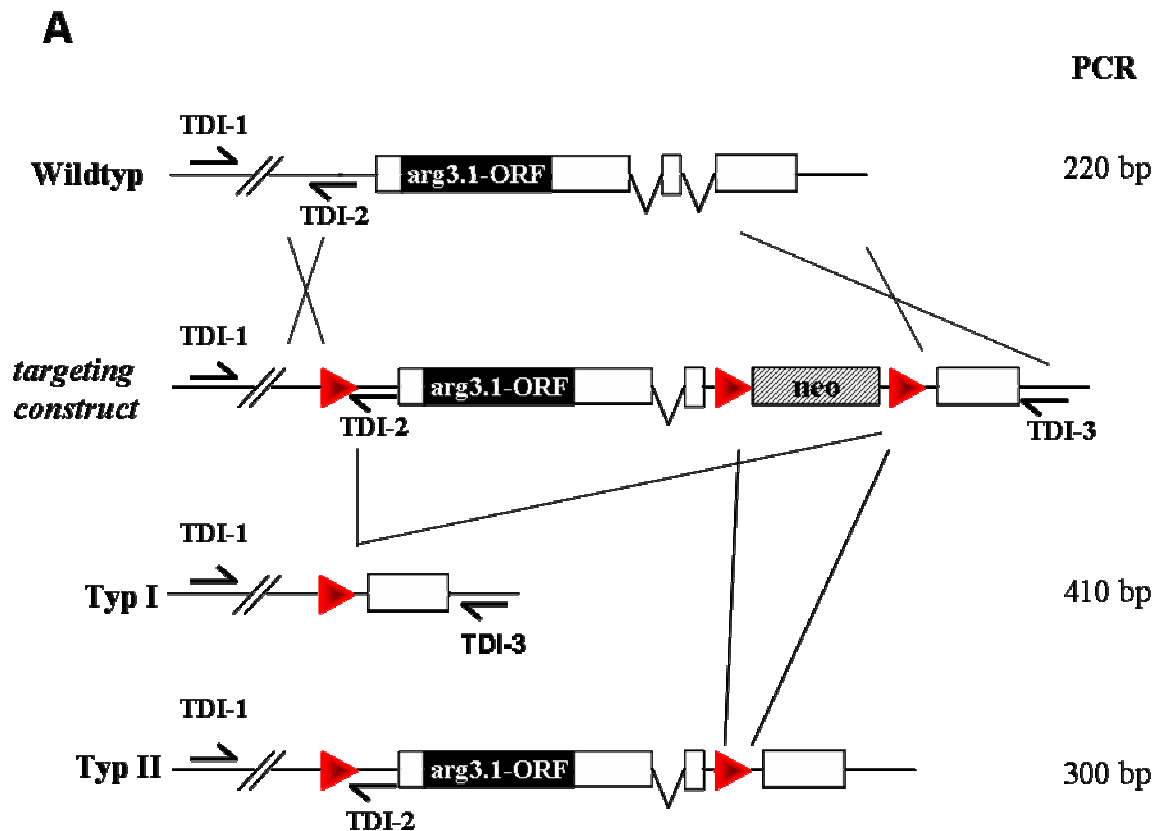 A
PCR
TDI-1
Wildtyp
arg3.1-ORF
220 bp
TDI-2
TDI-1
targeting
construct
arg3.1-ORF
neo
TDI-2
TDI-3
TDI-1
Typ I
410 bp
TDI-3
TDI-1
Typ II
arg3.1-ORF
300 bp
TDI-2